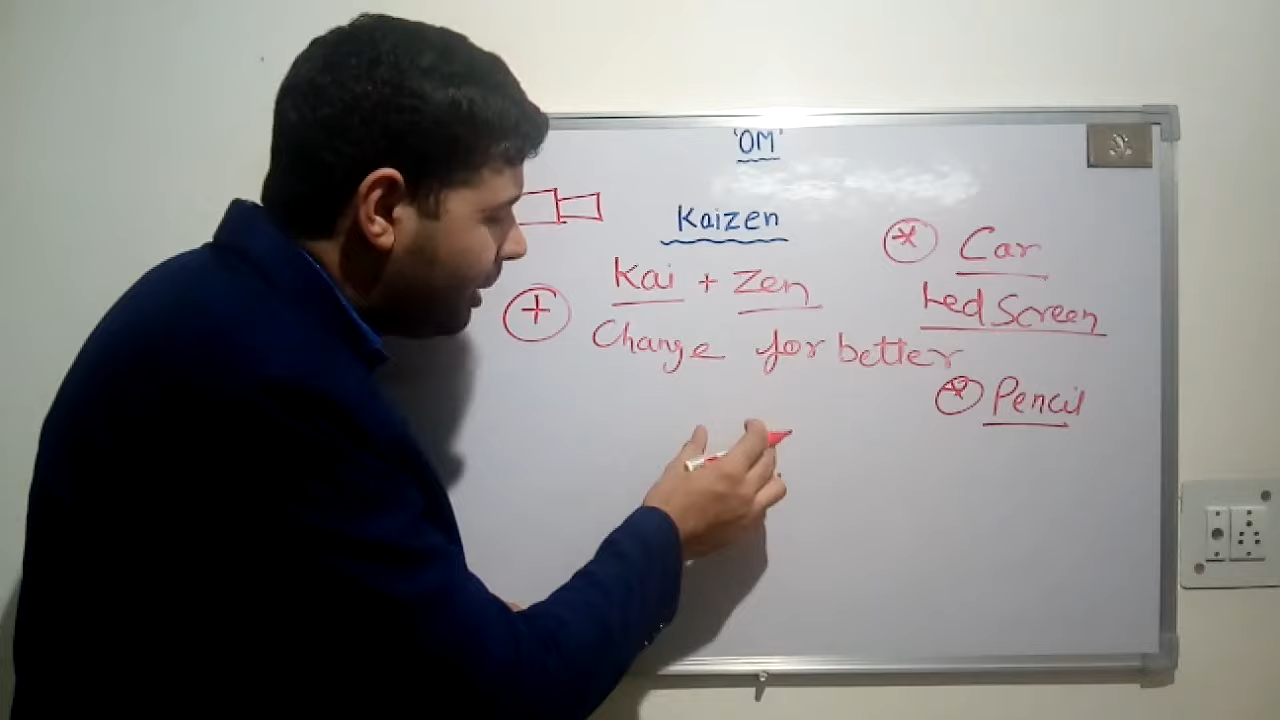 'OM'
Kaizen
Kai + Zen
Change for better
Car
Led Screen
Pencil